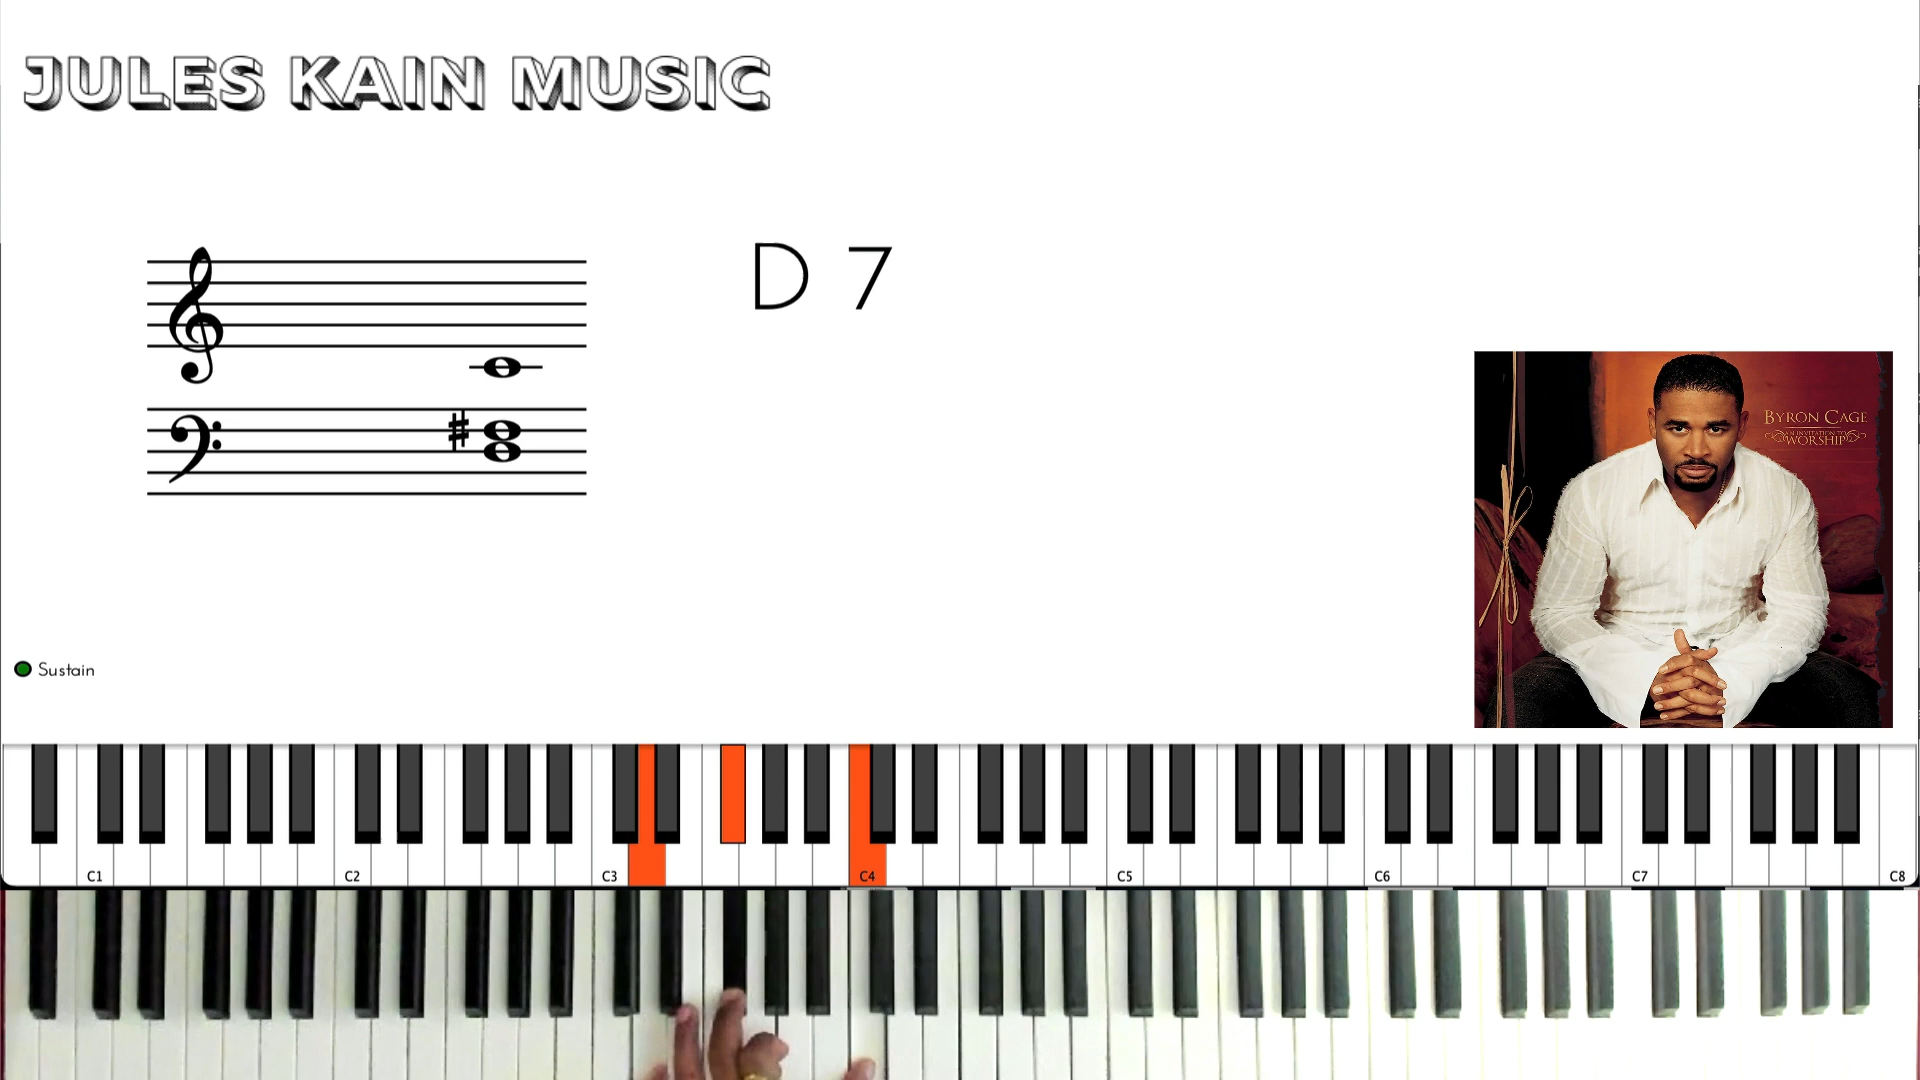 JULES KAIN MUSIC
D 7
BYRON CAGE
AN INVITATION TO
WORSHIP
Sustain
C1 C2 C3 C4 C5 C6 C7 C8